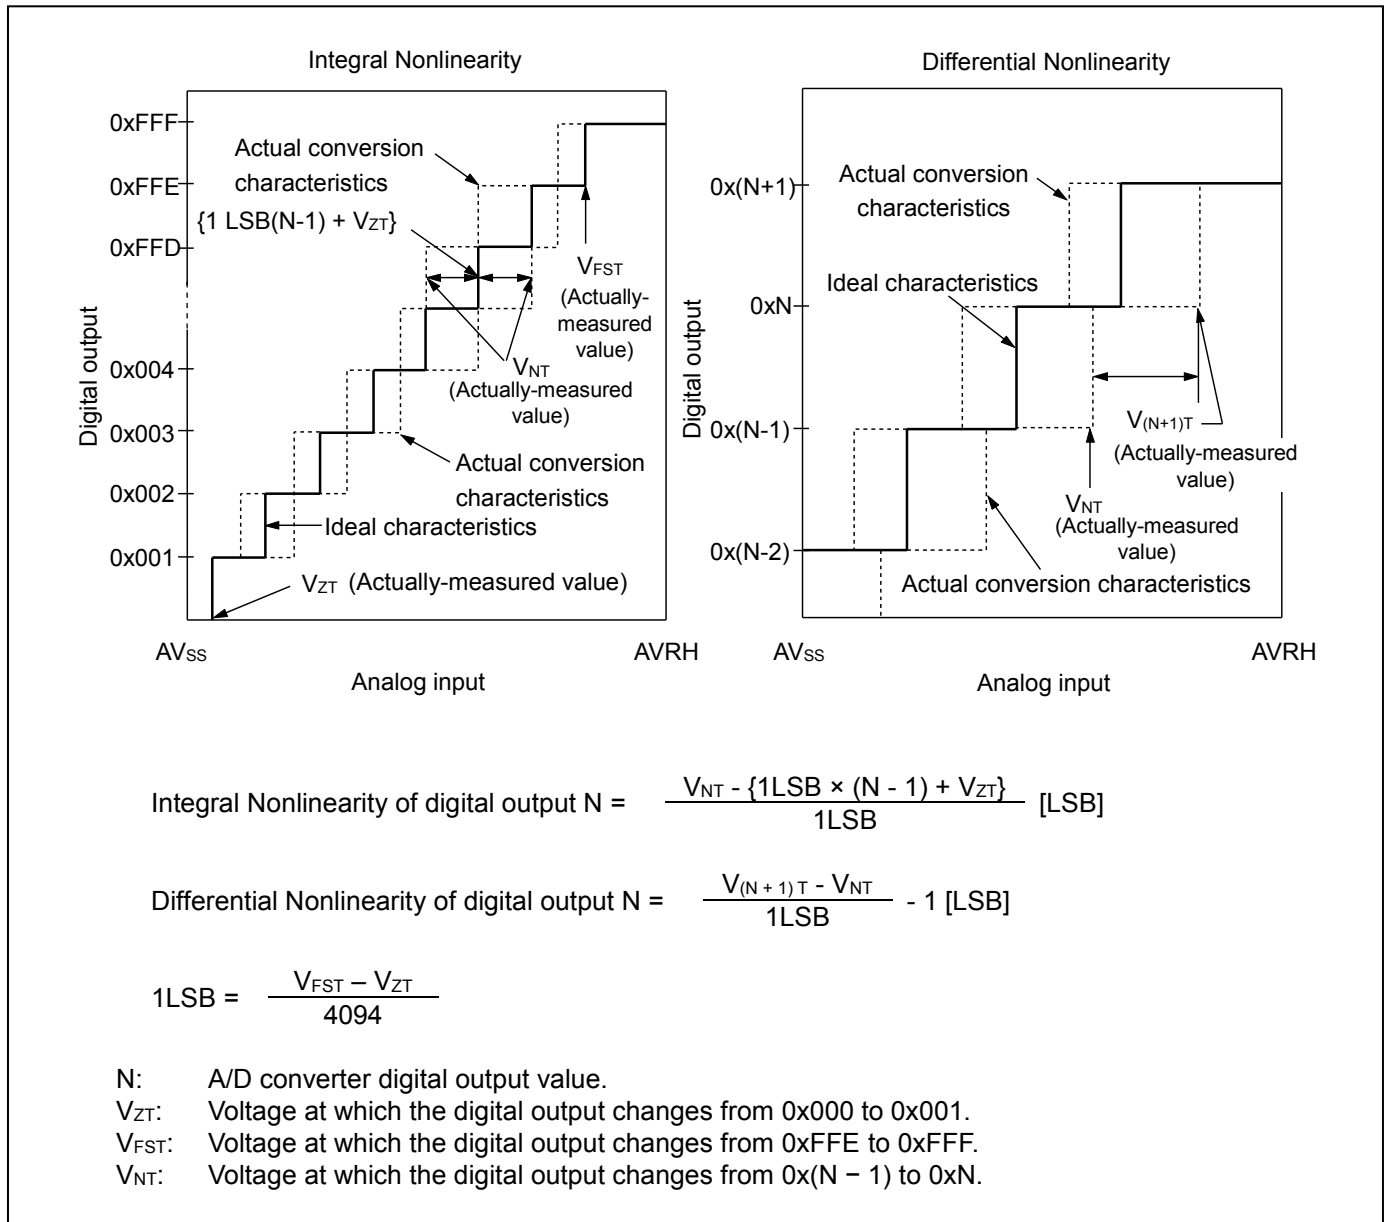 Integral Nonlinearity
0xFFF
0xFFE
0xFFD
0x004
0x003
0x002
0x001
Digital output
Actual conversion
characteristics
{1 LSB(N-1) + VZT}
VFST
(Actually-
measured
value)
VNT
(Actually-measured
value)
Actual conversion
characteristics
Ideal characteristics
VZT (Actually-measured value)
AVSS
AVRH
Analog input
Differential Nonlinearity
0x(N+1)
0xN
0x(N-1)
0x(N-2)
Digital output
Actual conversion
characteristics
Ideal characteristics
V(N+1)T
(Actually-measured
value)
VNT
(Actually-measured
value)
Actual conversion characteristics
AVSS
AVRH
Analog input
Integral Nonlinearity of digital output N = VNT - {1LSB × (N - 1) + VZT} / 1LSB [LSB]
Differential Nonlinearity of digital output N = V(N + 1) T - VNT / 1LSB - 1 [LSB]
1LSB = VFST – VZT / 4094
N: A/D converter digital output value.
VZT: Voltage at which the digital output changes from 0x000 to 0x001.
VFST: Voltage at which the digital output changes from 0xFFE to 0xFFF.
VNT: Voltage at which the digital output changes from 0x(N − 1) to 0xN.